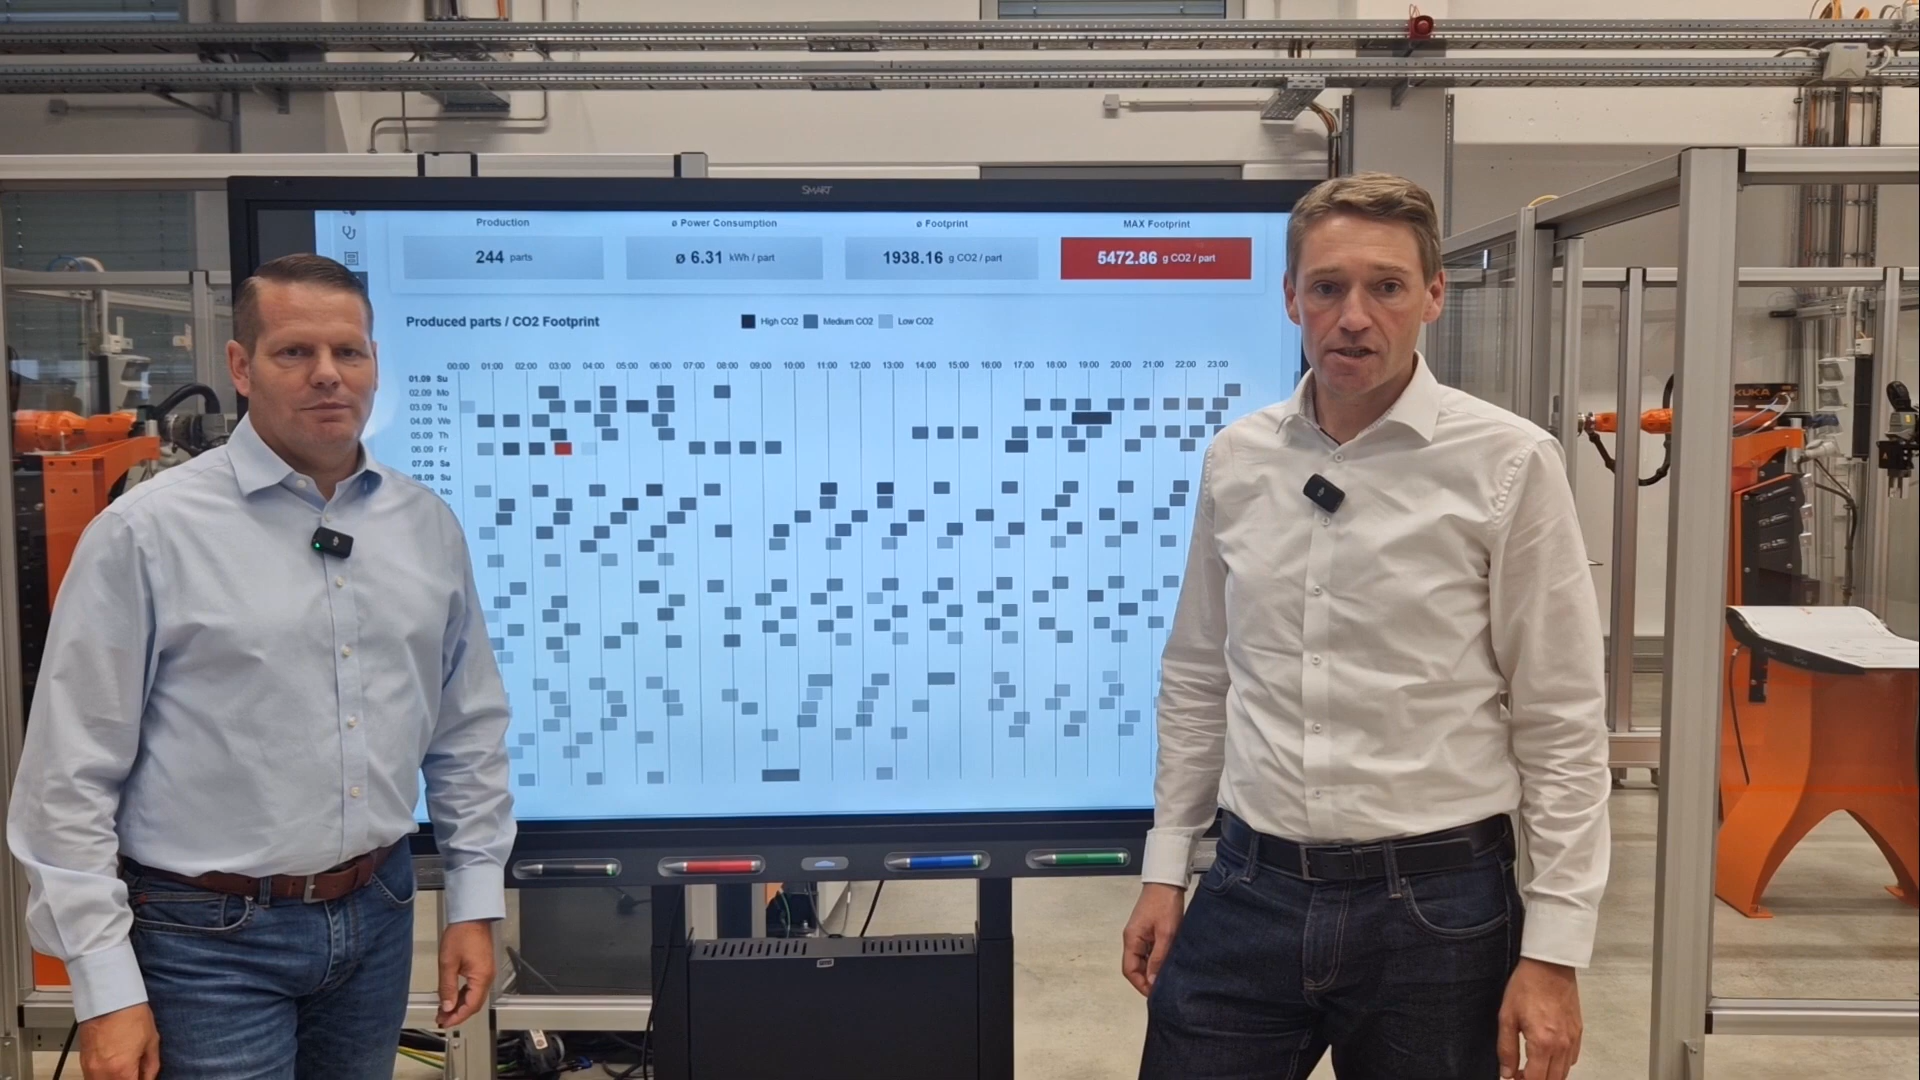 SMART
Production
ø Power Consumption
ø Footprint
MAX Footprint
244 parts
ø 6.31 kWh / part
1938.16 g CO2 / part
5472.86 g CO2 / part
Produced parts / CO2 Footprint
High CO2
Medium CO2
Low CO2
00:00 01:00 02:00 03:00 04:00 05:00 06:00 07:00 08:00 09:00 10:00 11:00 12:00 13:00 14:00 15:00 16:00 17:00 18:00 19:00 20:00 21:00 22:00 23:00
01.09 Su
02.09 Mo
03.09 Tu
04.09 We
05.09 Th
06.09 Fr
07.09 Sa
08.09 Su
Mo
KUKA